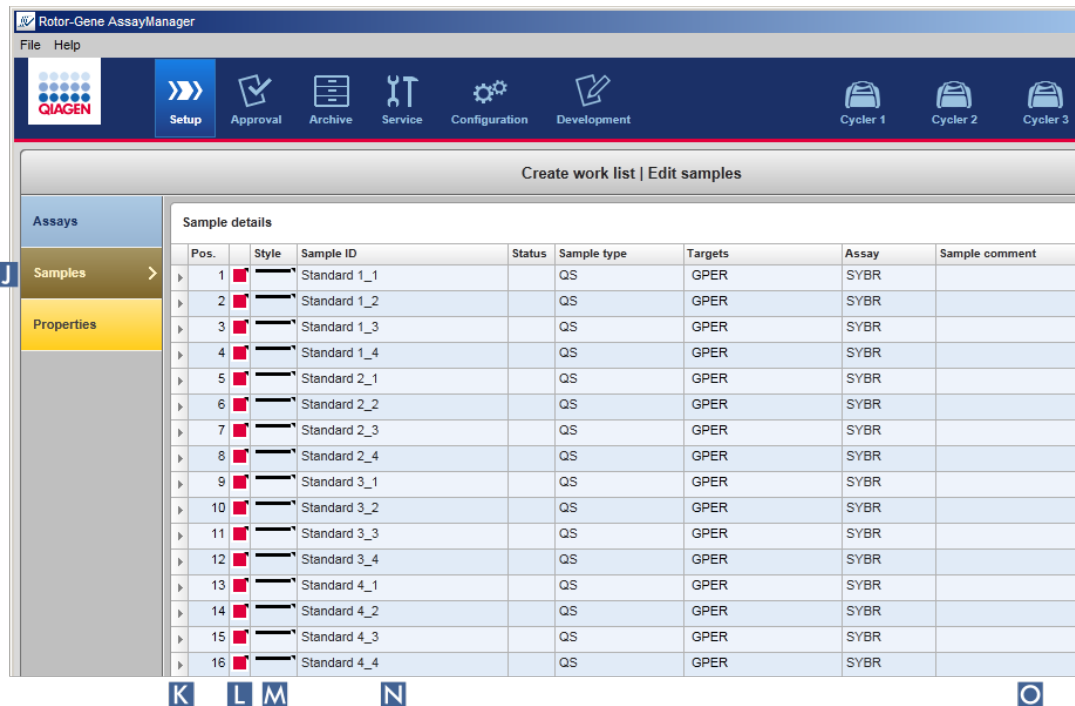 Rotor-Gene AssayManager
File Help
QIAGEN
Setup Approval Archive Service Configuration Development Cycler 1 Cycler 2 Cycler 3
Create work list | Edit samples
Assays
Samples
Properties
Sample details
Pos. Style Sample ID Status Sample type Targets Assay Sample comment
1 Standard 1_1 QS GPER SYBR
2 Standard 1_2 QS GPER SYBR
3 Standard 1_3 QS GPER SYBR
4 Standard 1_4 QS GPER SYBR
5 Standard 2_1 QS GPER SYBR
6 Standard 2_2 QS GPER SYBR
7 Standard 2_3 QS GPER SYBR
8 Standard 2_4 QS GPER SYBR
9 Standard 3_1 QS GPER SYBR
10 Standard 3_2 QS GPER SYBR
11 Standard 3_3 QS GPER SYBR
12 Standard 3_4 QS GPER SYBR
13 Standard 4_1 QS GPER SYBR
14 Standard 4_2 QS GPER SYBR
15 Standard 4_3 QS GPER SYBR
16 Standard 4_4 QS GPER SYBR
J
K L M N O